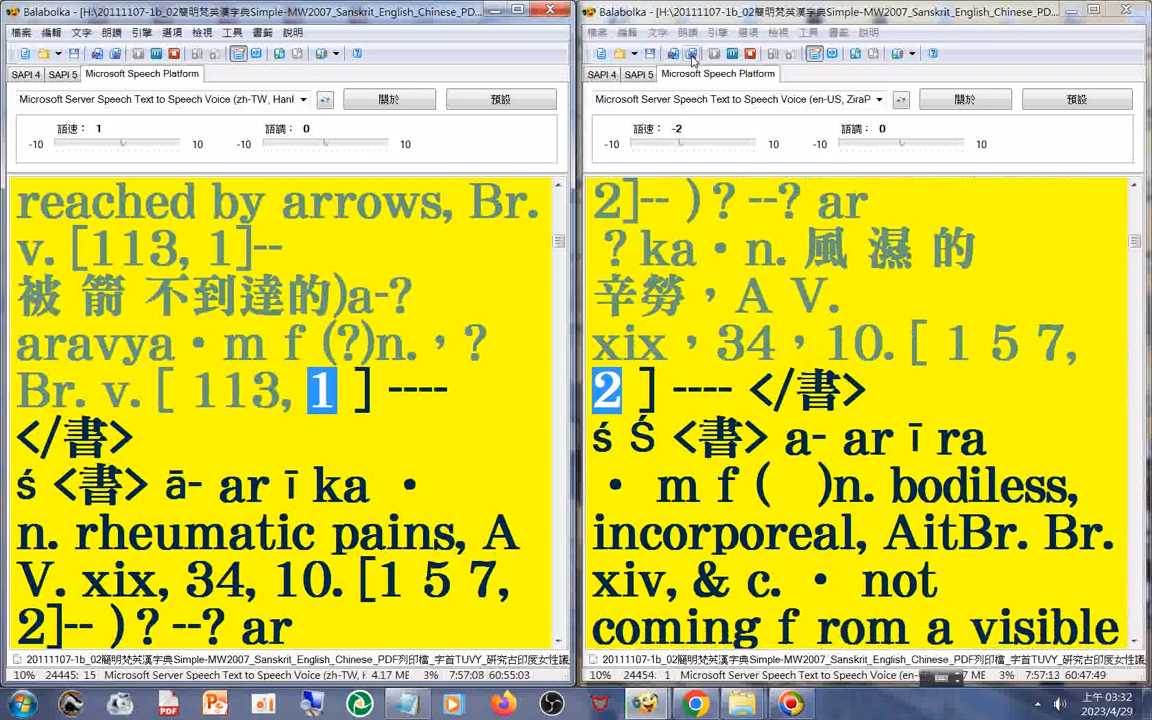 Balabolka - [H:\20111107-1b_02簡明梵英漢字典Simple-MW2007_Sanskrit_English_Chinese_PD...
檔案 編輯 文字 朗讀 引擎 選項 檢視 工具 書籤 說明
SAPI 4 SAPI 5 Microsoft Speech Platform
Microsoft Server Speech Text to Speech Voice (zh-TW, HanH
關於 預設
語速： 1 語調： 0
-10 10 -10 10
reached by arrows, Br.
v. [113, 1]--
被 箭 不到達的)a-?
aravya • m f (?)n.，?
Br. v. [ 113, 1 ] ----
</書>
ś <書> ā- ar ī ka •
n. rheumatic pains, A
V. xix, 34, 10. [1 5 7,
2]-- ) ? --? ar
20111107-1b_02簡明梵英漢字典Simple-MW2007_Sanskrit_English_Chinese_PDF列印檔_字首TUVY_研究古印度女性議
10% 24445: 15 Microsoft Server Speech Text to Speech Voice (zh-TW, H 4.17 MB 3% 7:57:08 60:55:03
Balabolka - [H:\20111107-1b_02簡明梵英漢字典Simple-MW2007_Sanskrit_English_Chinese_PD...
檔案 編輯 文字 朗讀 引擎 選項 檢視 工具 書籤 說明
SAPI 4 SAPI 5 Microsoft Speech Platform
Microsoft Server Speech Text to Speech Voice (en-US, ZiraP
關於 預設
語速： -2 語調： 0
-10 10 -10 10
2]-- ) ? --? ar
? ka • n. 風 濕 的
辛勞，A V.
xix，34，10. [ 1 5 7,
2 ] ---- </書>
ś Ś <書> a- ar ī ra
• m f ( )n. bodiless,
incorporeal, AitBr. Br.
xiv, & c. • not
coming f rom a visible
20111107-1b_02簡明梵英漢字典Simple-MW2007_Sanskrit_English_Chinese_PDF列印檔_字首TUVY_研究古印度女性議
10% 24454: 1 Microsoft Server Speech Text to Speech Voice (en-US, Z 4.17 MB 3% 7:57:13 60:47:49
上午 03:32
2023/4/29